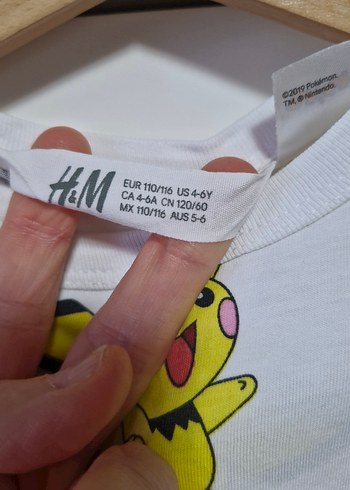 ©2019 Pokémon.
TM, ® Nintendo.
H&M
EUR 110/116 US 4-6Y
CA 4-6A CN 120/60
MX 110/116 AUS 5-6